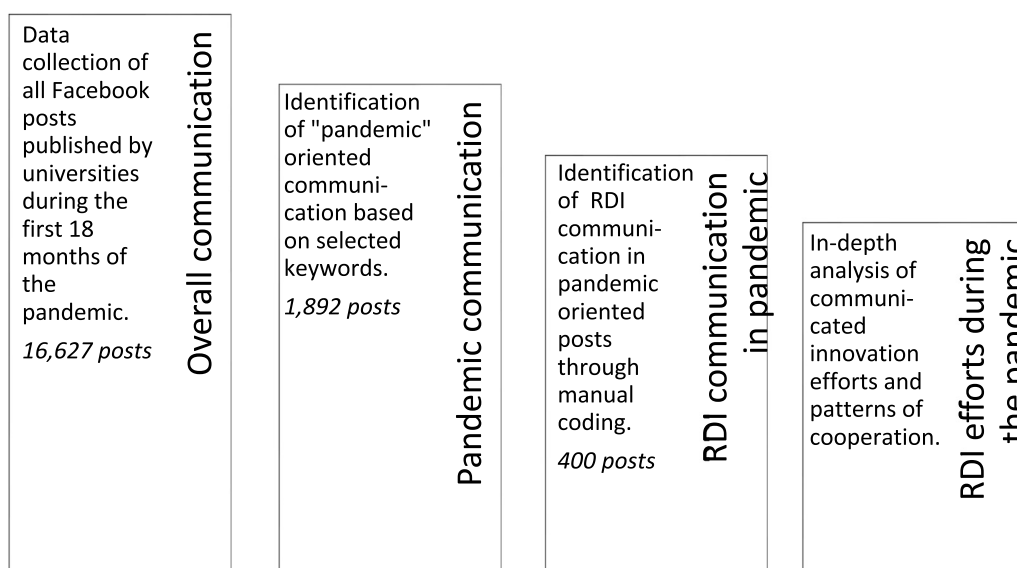 Data
collection of
all Facebook
posts
published by
universities
during the
first 18
months of
the
pandemic.
16,627 posts
Overall communication
Identification
of "pandemic"
oriented
communi-
cation based
on selected
keywords.
1,892 posts
Pandemic communication
Identification
of RDI
communi-
cation in
pandemic
oriented
posts
through
manual
coding.
400 posts
RDI communication
in pandemic
In-depth
analysis of
communi-
cated
innovation
efforts and
patterns of
cooperation.
RDI efforts during
the pandemic